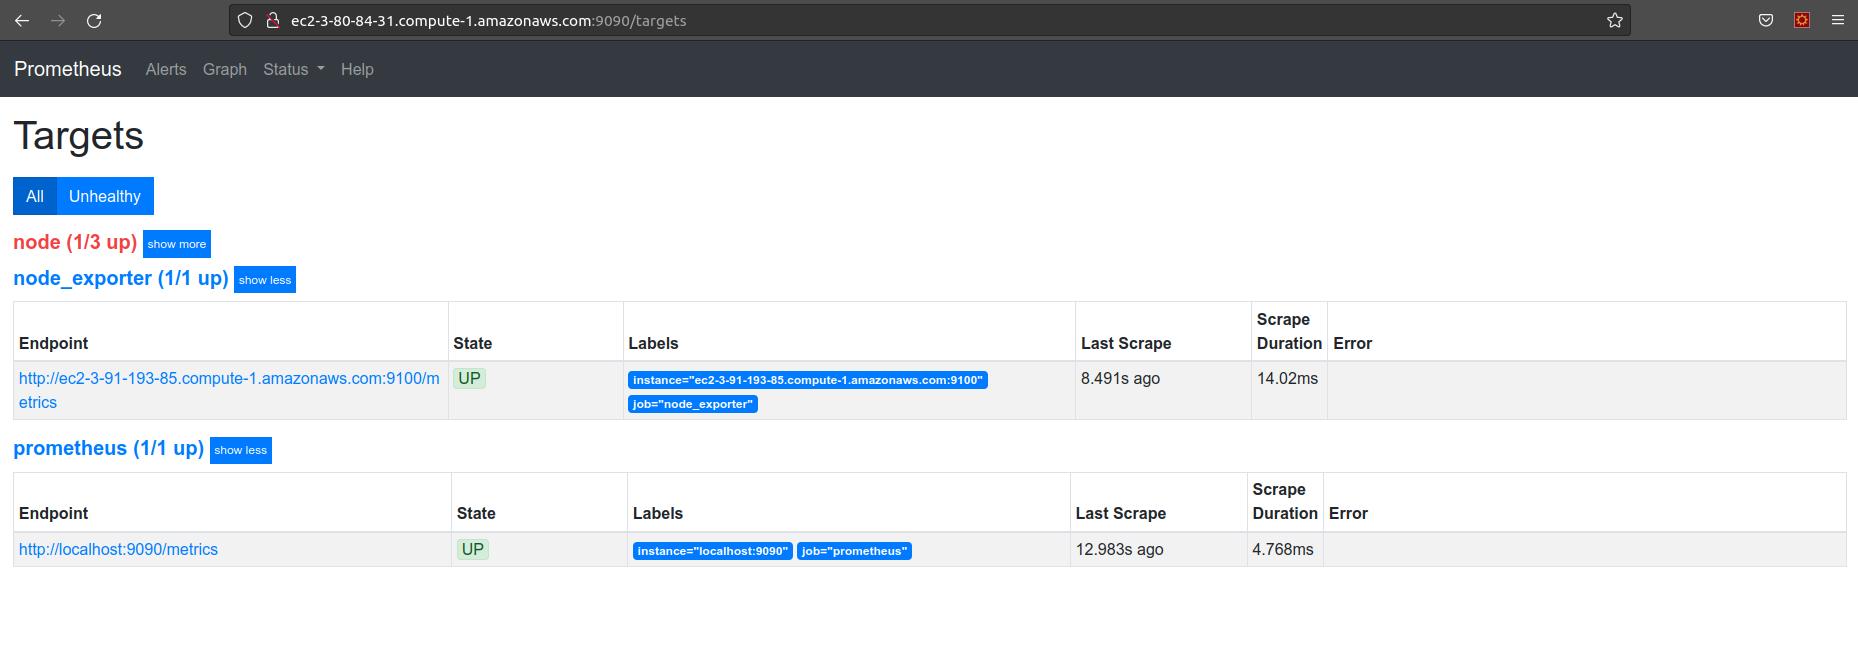 ec2-3-80-84-31.compute-1.amazonaws.com:9090/targets
Prometheus Alerts Graph Status Help
Targets
All Unhealthy
node (1/3 up) show more
node_exporter (1/1 up) show less
Endpoint State Labels Last Scrape Scrape Duration Error
http://ec2-3-91-193-85.compute-1.amazonaws.com:9100/m
etrics
UP
instance="ec2-3-91-193-85.compute-1.amazonaws.com:9100"
job="node_exporter"
8.491s ago
14.02ms
prometheus (1/1 up) show less
Endpoint State Labels Last Scrape Scrape Duration Error
http://localhost:9090/metrics UP instance="localhost:9090" job="prometheus" 12.983s ago 4.768ms